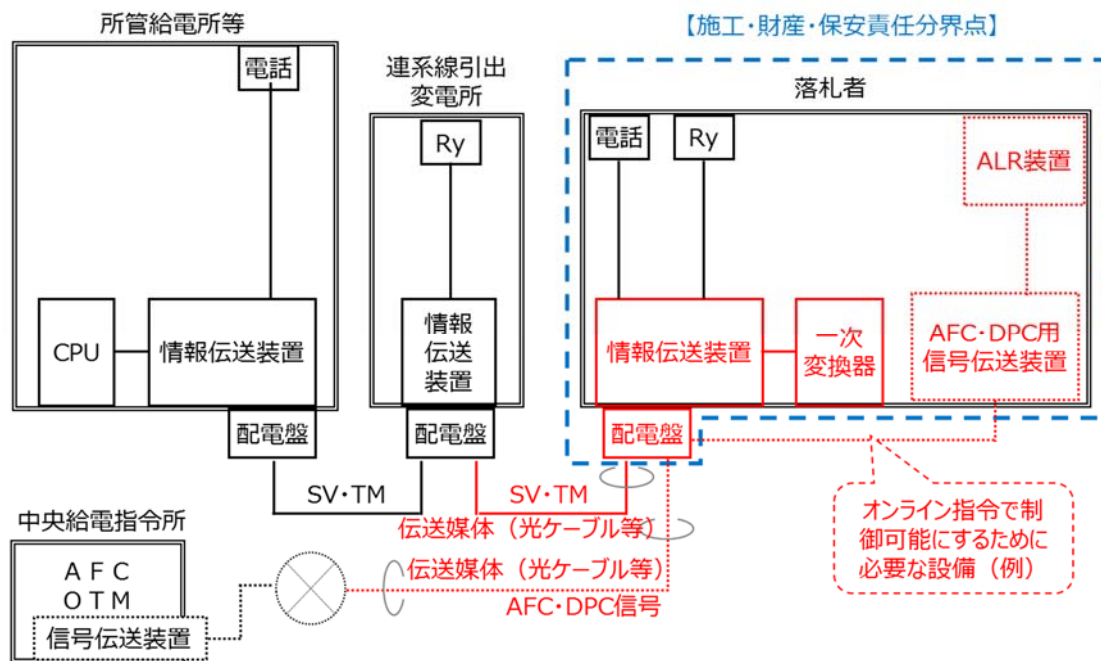 所管給電所等
電話
CPU
情報伝送装置
配電盤
連系線引出
変電所
Ry
情報
伝送
装置
配電盤
【施工・財産・保安責任分界点】
落札者
電話
Ry
ALR装置
情報伝送装置
一次
変換器
AFC・DPC用
信号伝送装置
配電盤
SV・TM
SV・TM
伝送媒体（光ケーブル等）
伝送媒体（光ケーブル等）
AFC・DPC信号
オンライン指令で制
御可能にするために
必要な設備（例）
中央給電指令所
ＡＦＣ
ＯＴＭ
信号伝送装置